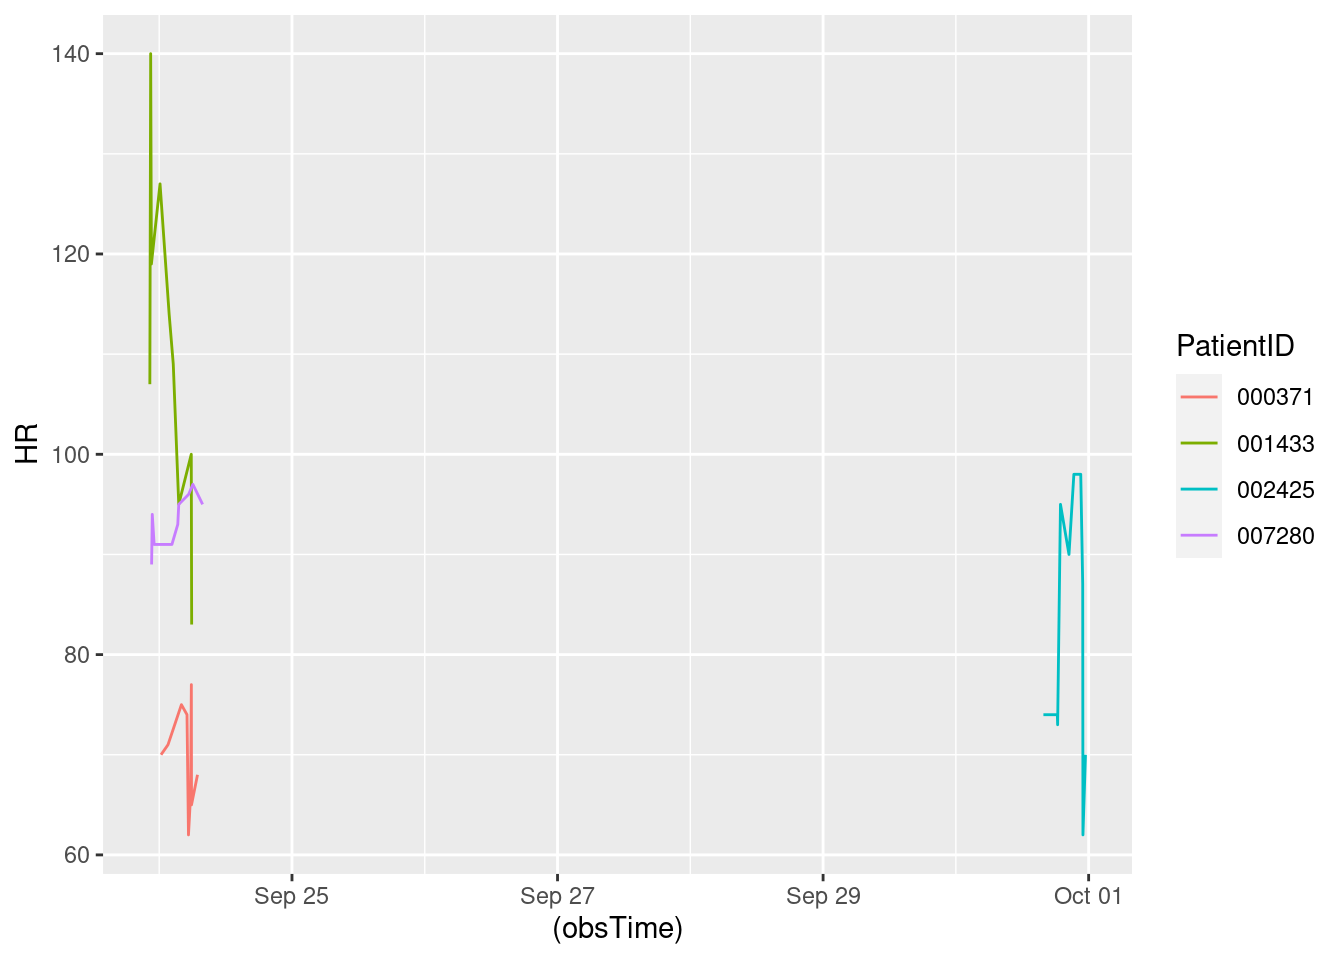 140
120
100
80
60
HR
Sep 25
Sep 27
Sep 29
Oct 01
(obsTime)
PatientID
000371
001433
002425
007280